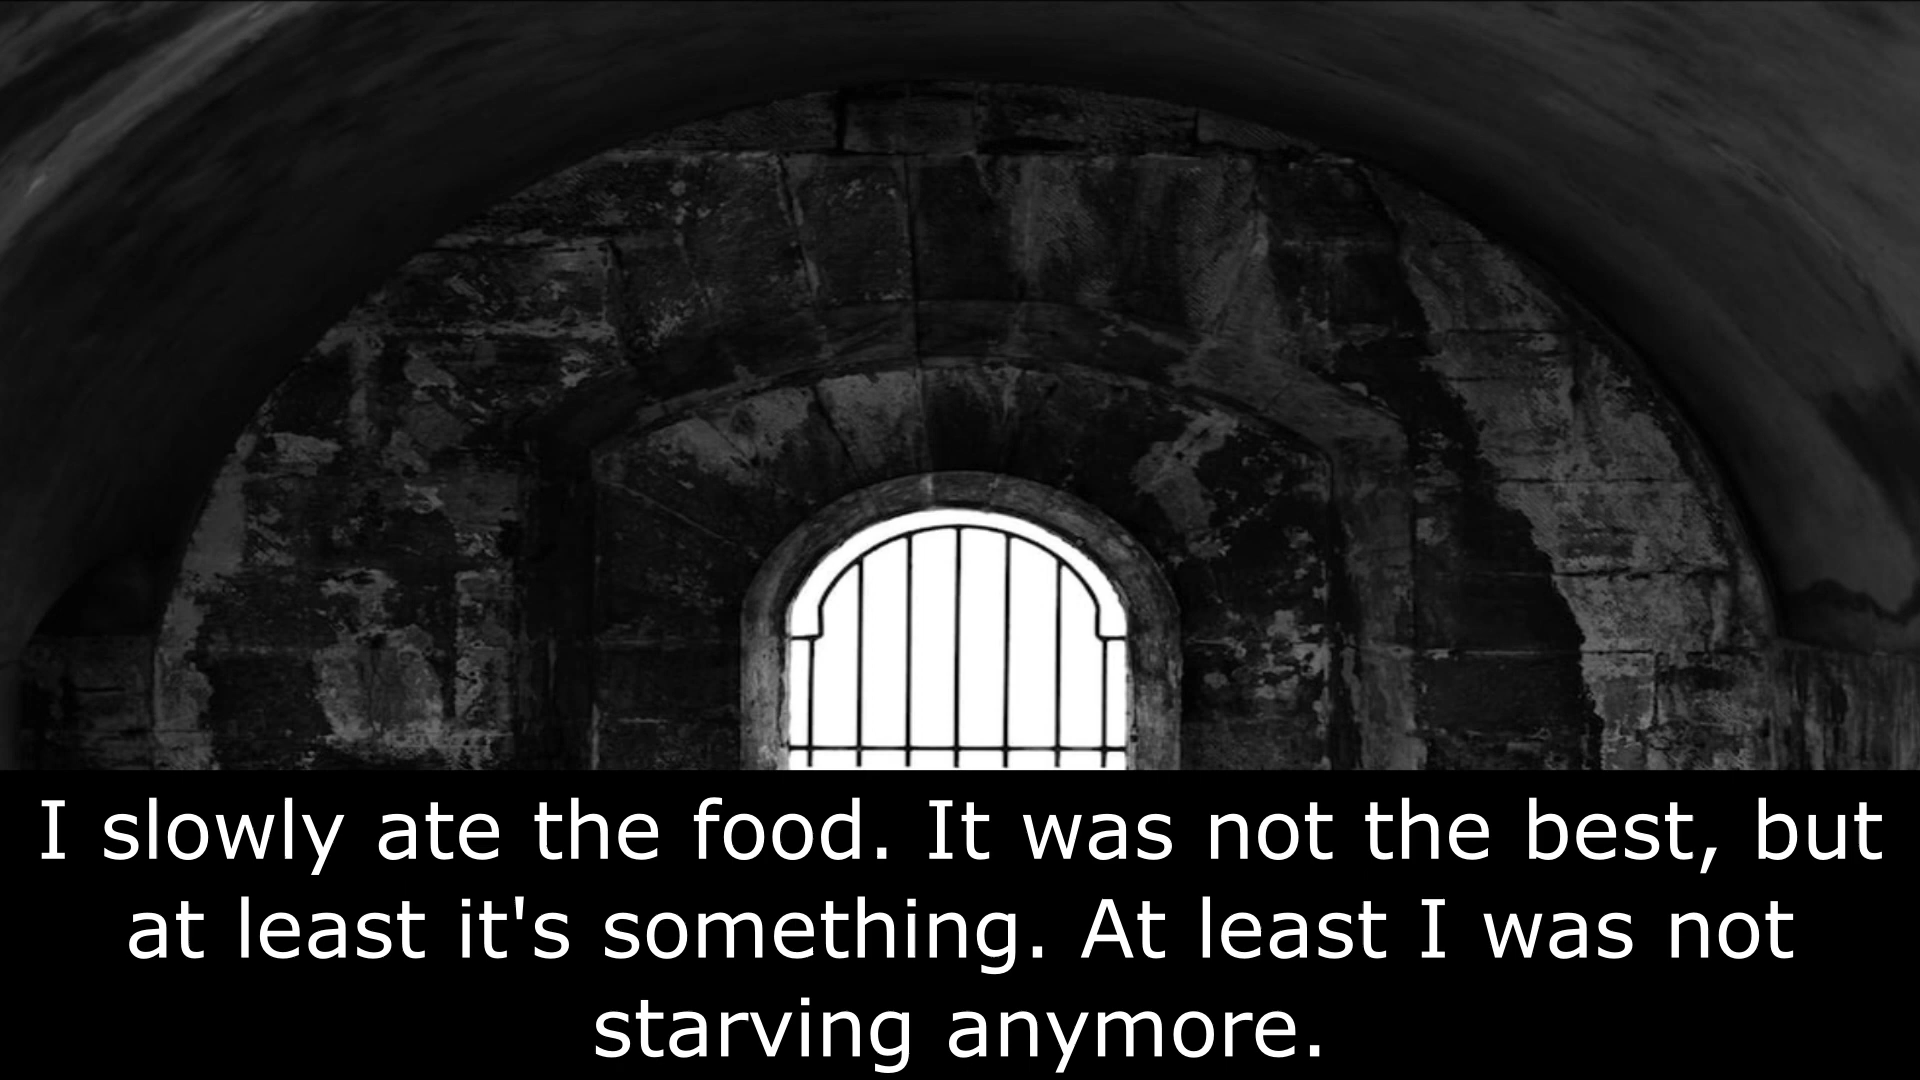 I slowly ate the food. It was not the best, but
at least it's something. At least I was not
starving anymore.